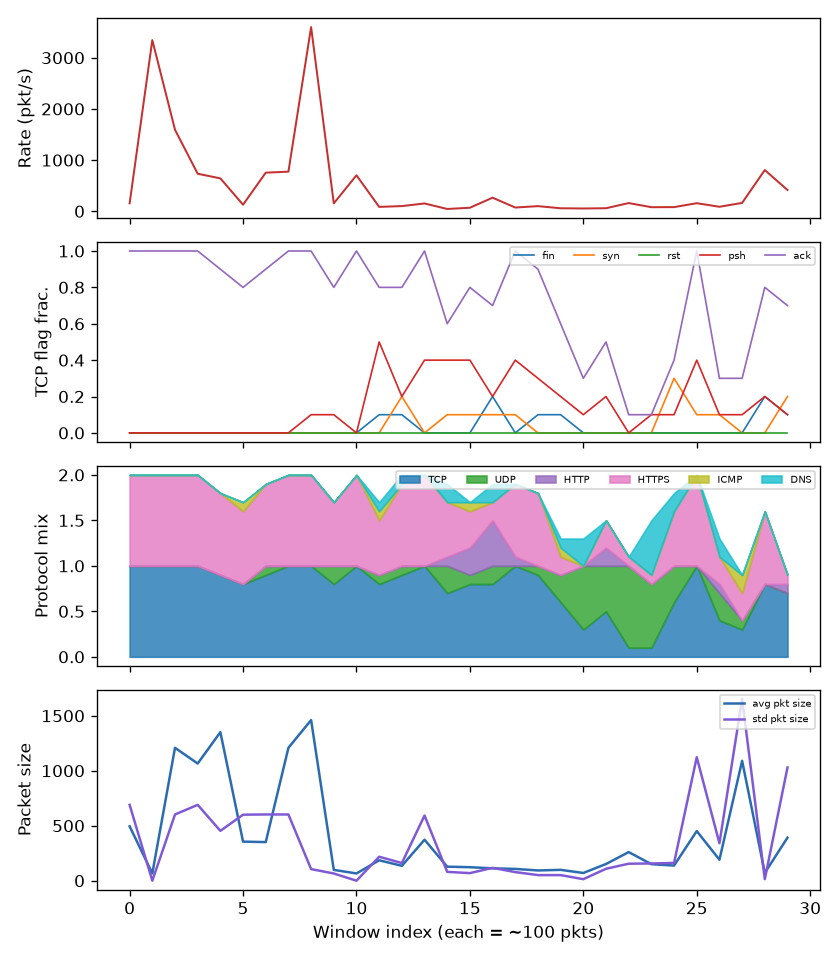 Rate (pkt/s)
3000
2000
1000
0
TCP flag frac.
1.0
0.8
0.6
0.4
0.2
0.0
fin syn rst psh ack
Protocol mix
2.0
1.5
1.0
0.5
0.0
TCP UDP HTTP HTTPS ICMP DNS
Packet size
1500
1000
500
0
avg pkt size
std pkt size
0 5 10 15 20 25 30
Window index (each = ~100 pkts)